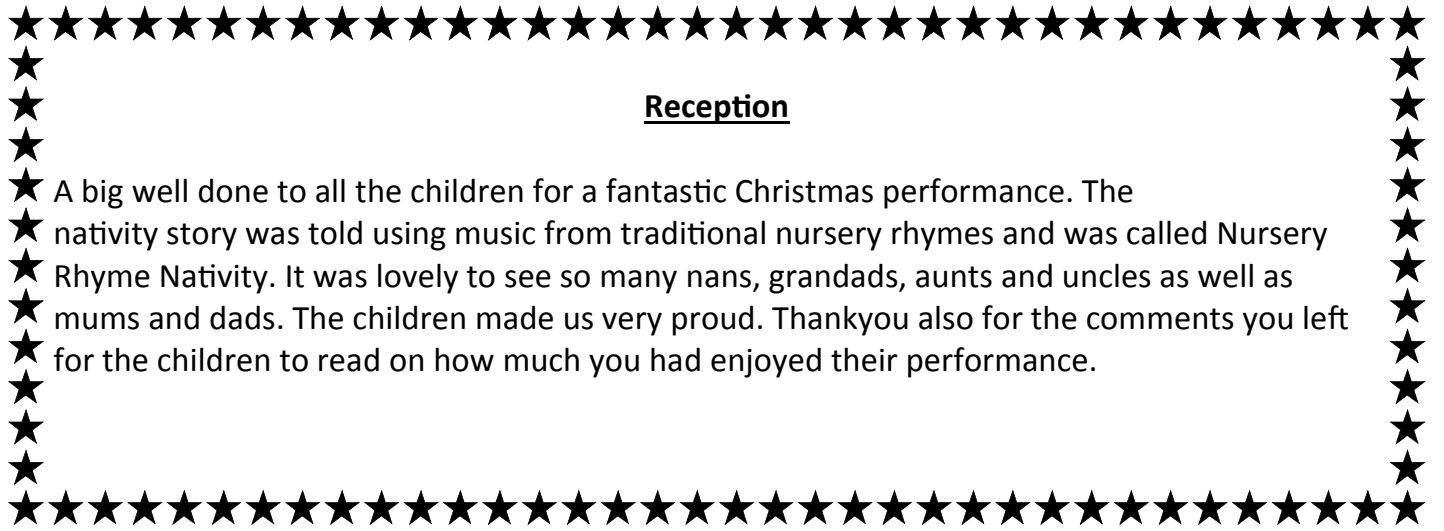 Reception
A big well done to all the children for a fantastic Christmas performance. The
nativity story was told using music from traditional nursery rhymes and was called Nursery
Rhyme Nativity. It was lovely to see so many nans, grandads, aunts and uncles as well as
mums and dads. The children made us very proud. Thankyou also for the comments you left
for the children to read on how much you had enjoyed their performance.